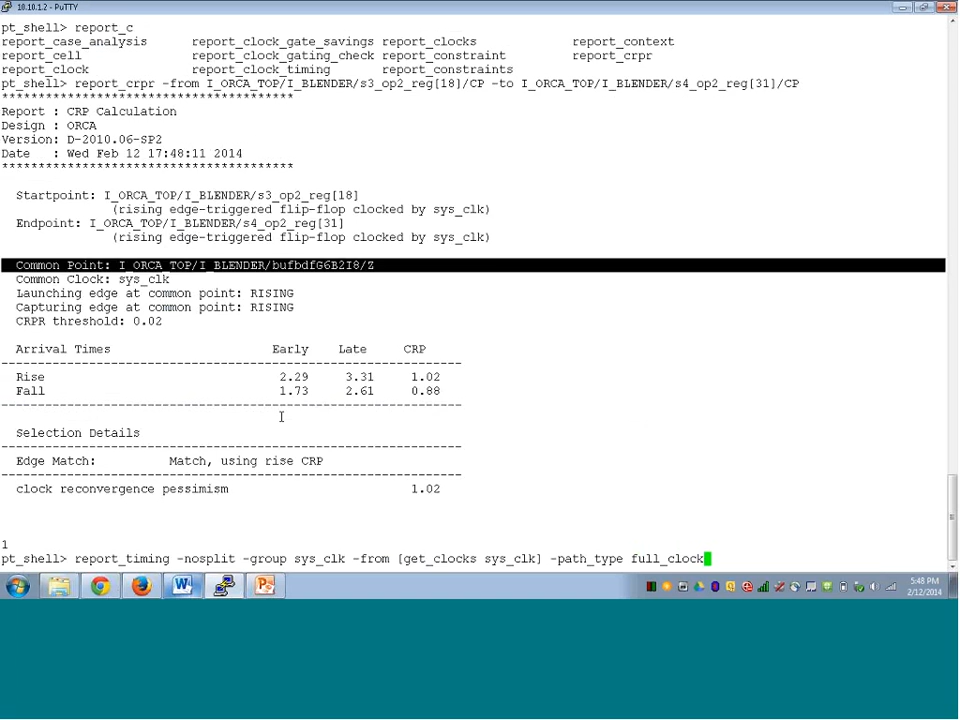 10.10.1.2 - PuTTY
pt_shell> report_c
report_case_analysis report_clock_gate_savings report_clocks report_context
report_cell report_clock_gating_check report_constraint report_crpr
report_clock report_clock_timing report_constraints
pt_shell> report_crpr -from I_ORCA_TOP/I_BLENDER/s3_op2_reg[18]/CP -to I_ORCA_TOP/I_BLENDER/s4_op2_reg[31]/CP
****************************************
Report : CRP Calculation
Design : ORCA
Version: D-2010.06-SP2
Date : Wed Feb 12 17:48:11 2014
****************************************
Startpoint: I_ORCA_TOP/I_BLENDER/s3_op2_reg[18]
(rising edge-triggered flip-flop clocked by sys_clk)
Endpoint: I_ORCA_TOP/I_BLENDER/s4_op2_reg[31]
(rising edge-triggered flip-flop clocked by sys_clk)
Common Point: I_ORCA_TOP/I_BLENDER/bufbdfG6B2I8/Z
Common Clock: sys_clk
Launching edge at common point: RISING
Capturing edge at common point: RISING
CRPR threshold: 0.02
Arrival Times Early Late CRP
---------------------------------------------------------------
Rise 2.29 3.31 1.02
Fall 1.73 2.61 0.88
---------------------------------------------------------------
Selection Details
---------------------------------------------------------------
Edge Match: Match, using rise CRP
---------------------------------------------------------------
clock reconvergence pessimism 1.02
1
pt_shell> report_timing -nosplit -group sys_clk -from [get_clocks sys_clk] -path_type full_clock
5:48 PM
2/12/2014